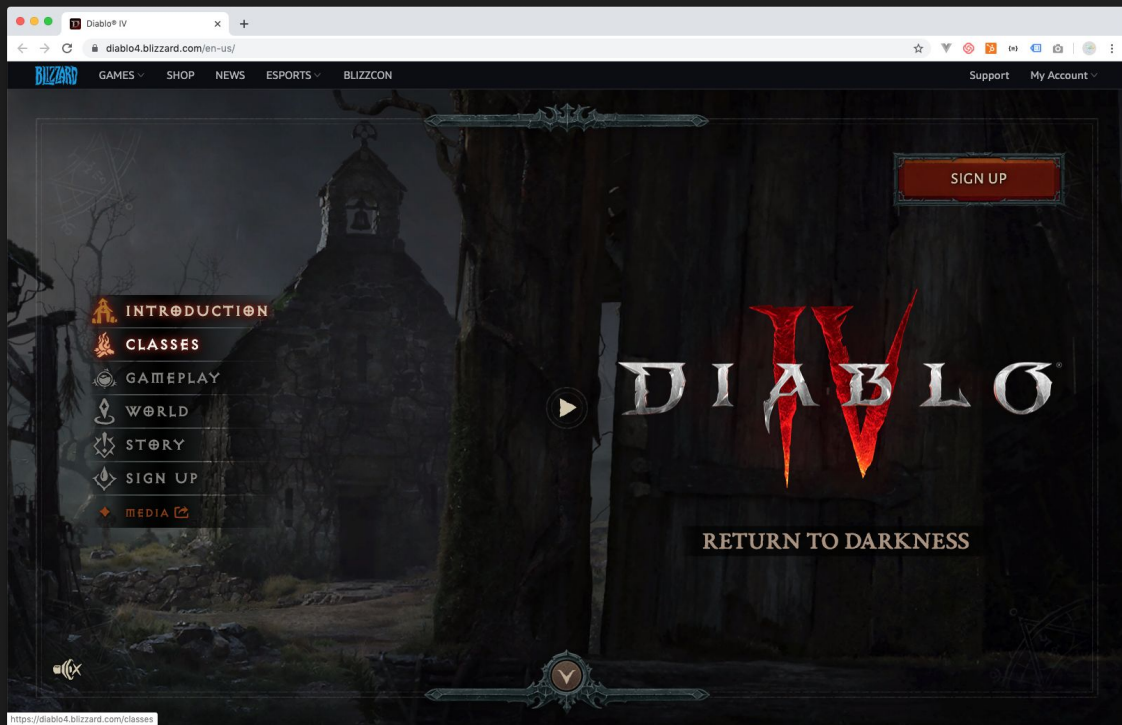 Diablo® IV
diablo4.blizzard.com/en-us/
BLIZZARD GAMES SHOP NEWS ESPORTS BLIZZCON Support My Account
SIGN UP
INTRODUCTION
CLASSES
GAMEPLAY
WORLD
STORY
SIGN UP
MEDIA
IV
DIABLO®
RETURN TO DARKNESS
https://diablo4.blizzard.com/classes